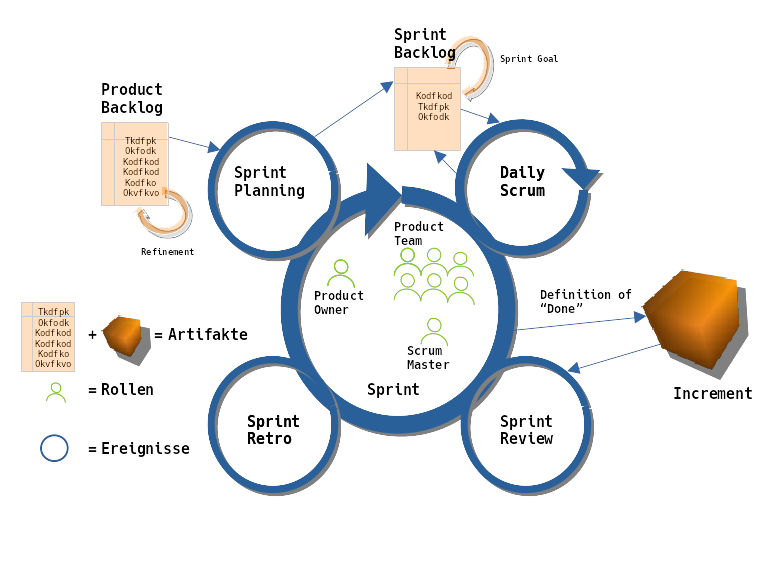 Product
Backlog
Tkdfpk
Okfodk
Kodfkod
Kodfkod
Kodfko
Okvfkvo
Refinement
Sprint
Planning
Sprint
Backlog
Kodfkod
Tkdfpk
Okfodk
Sprint Goal
Daily
Scrum
Product
Team
Product
Owner
Scrum
Master
Sprint
Definition of
“Done”
Increment
Sprint
Review
Sprint
Retro
Tkdfpk
Okfodk
Kodfkod
Kodfkod
Kodfko
Okvfkvo
+ = Artifakte
= Rollen
= Ereignisse